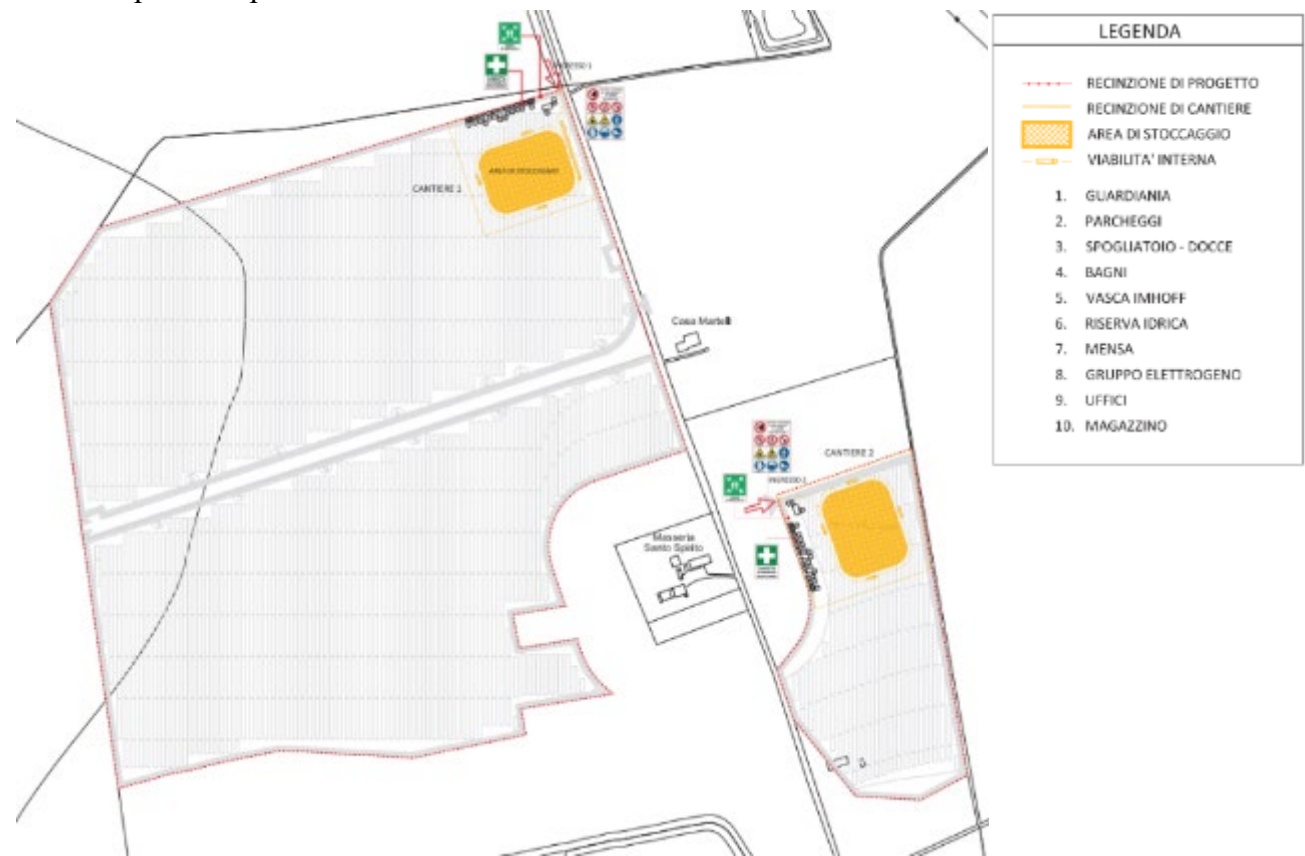 LEGENDA
RECINZIONE DI PROGETTO
RECINZIONE DI CANTIERE
AREA DI STOCCAGGIO
VIABILITA' INTERNA
1. GUARDIANIA
2. PARCHEGGI
3. SPOGLIATOIO - DOCCE
4. BAGNI
5. VASCA IMHOFF
6. RISERVA IDRICA
7. MENSA
8. GRUPPO ELETTROGENO
9. UFFICI
10. MAGAZZINO
AREA DI STOCCAGGIO
CANTIERE 1
Casa Martelli
CANTIERE 2
Masseria
Santo Spirito